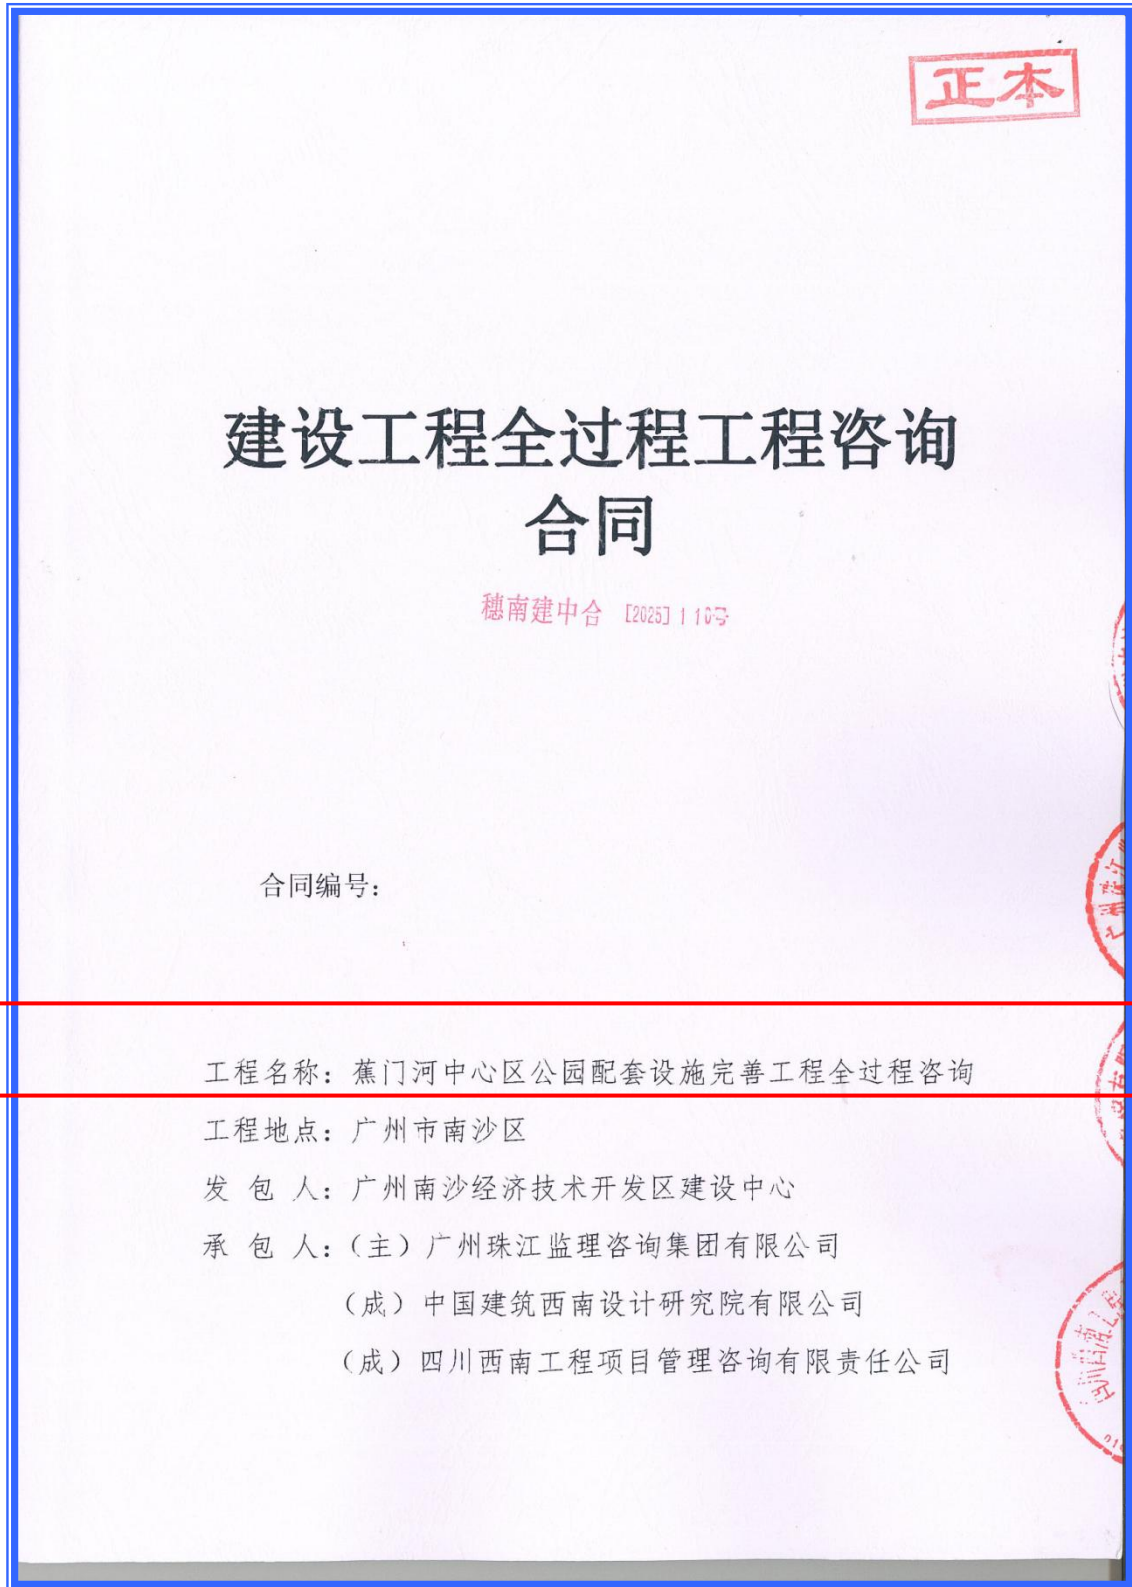 正本
建设工程全过程工程咨询
合同
穗南建中合 [2025] 110号
合同编号:
工程名称: 蕉门河中心区公园配套设施完善工程全过程咨询
工程地点: 广州市南沙区
发 包 人: 广州南沙经济技术开发区建设中心
承 包 人:(主)广州珠江监理咨询集团有限公司
(成)中国建筑西南设计研究院有限公司
(成)四川西南工程项目管理咨询有限责任公司